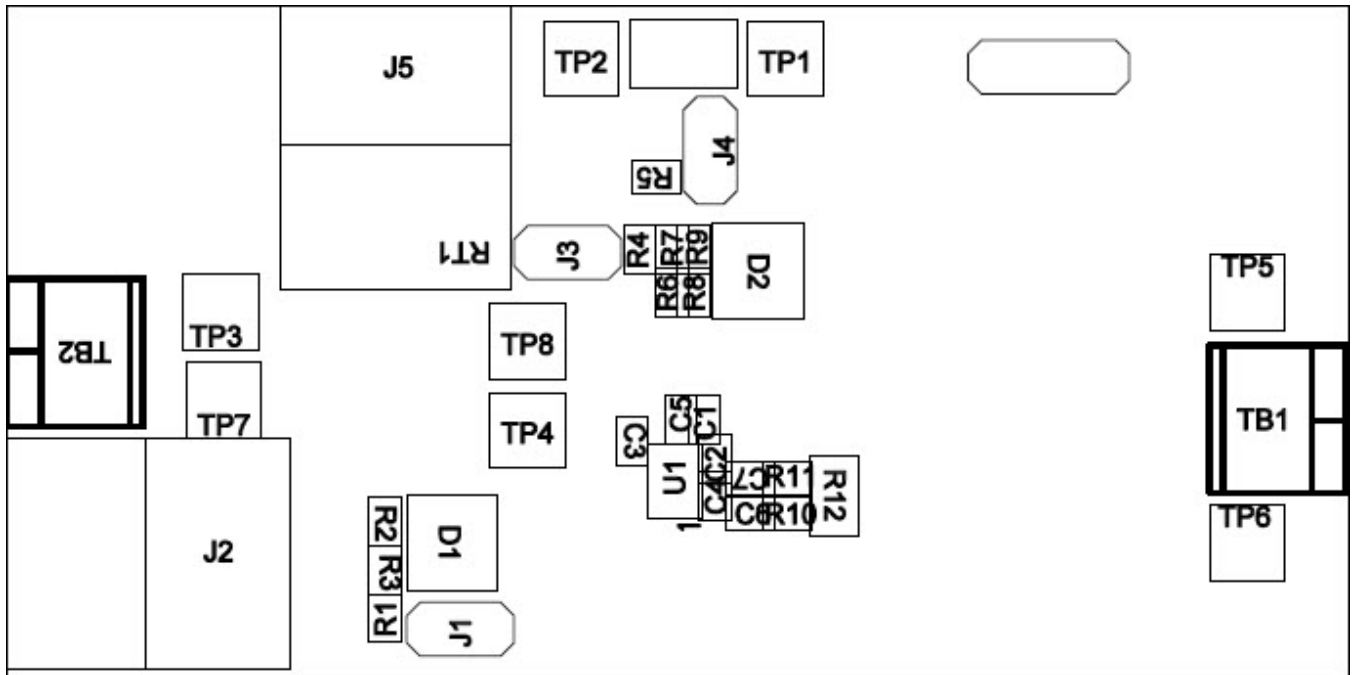 J5
TP2
TP1
J4
R5
RT1
J3
R4
R7
R9
D2
R6
R8
TP5
TP3
TB2
TP8
TP7
TP4
C5
C1
C3
TB1
U1
C2
C7
R11
R12
C4
C6
R10
1
TP6
R2
D1
J2
R3
R1
J1